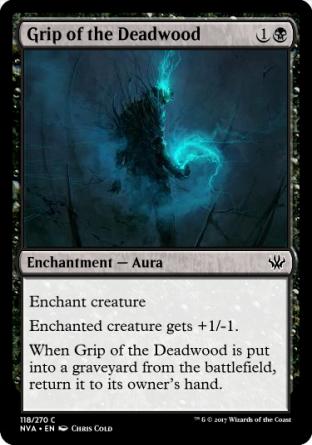 Grip of the Deadwood 1
Enchantment — Aura
Enchant creature
Enchanted creature gets +1/-1.
When Grip of the Deadwood is put
into a graveyard from the battlefield,
return it to its owner's hand.
118/270 C
NVA • EN Chris Cold
™ & © 2017 Wizards of the Coast